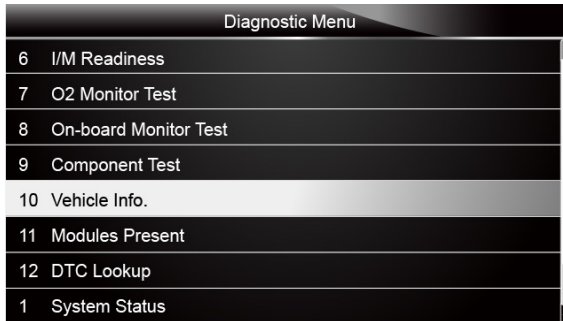 Diagnostic Menu
6 I/M Readiness
7 O2 Monitor Test
8 On-board Monitor Test
9 Component Test
10 Vehicle Info.
11 Modules Present
12 DTC Lookup
1 System Status